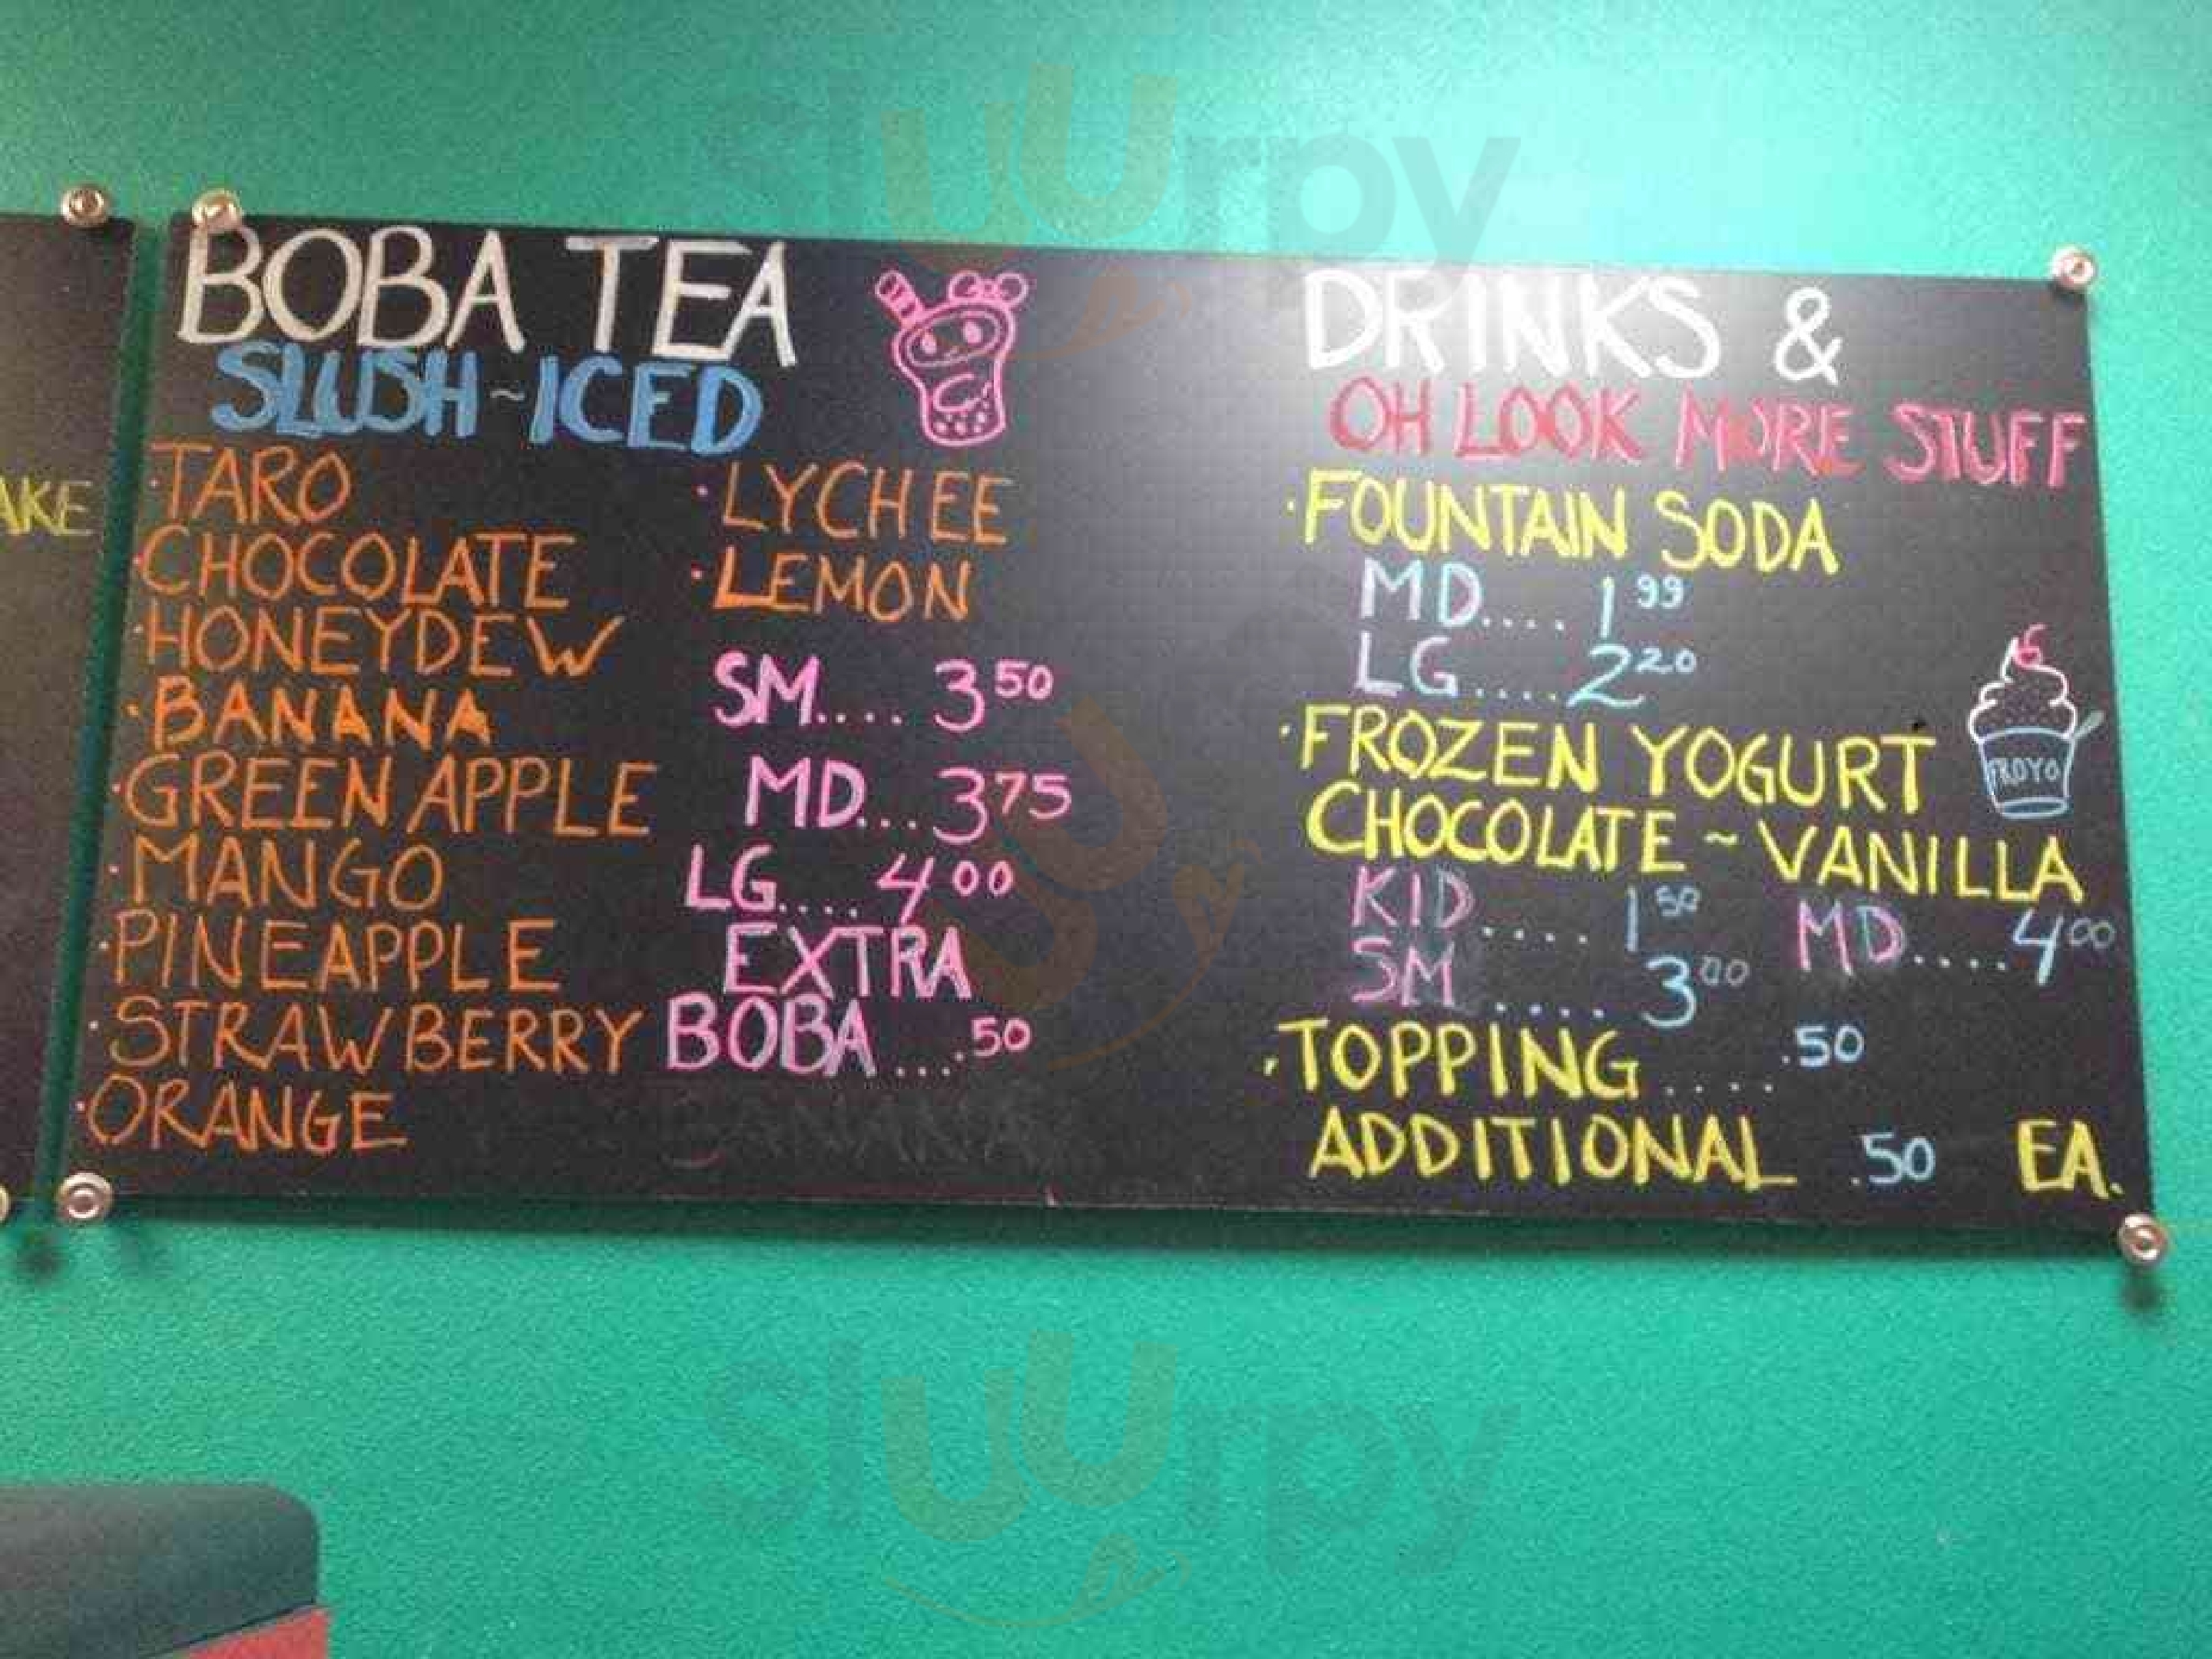 sluurpy
BOBA TEA
SLUSH~ICED
·TARO
·CHOCOLATE
·HONEYDEW
·BANANA
·GREEN APPLE
·MANGO
·PINEAPPLE
·STRAWBERRY
·ORANGE
·LYCHEE
·LEMON
SM.... 3 50
MD... 3 75
LG.... 4 00
EXTRA
BOBA ... .50
BANANA
DRINKS &
OH LOOK MORE STUFF
·FOUNTAIN SODA
MD.... 1 99
LG.... 2 20
·FROZEN YOGURT
CHOCOLATE ~ VANILLA
KID.... 1 50 MD.... 4 00
SM .... 3 00
·TOPPING .... .50
ADDITIONAL .50 EA.
FROYO
AKE
sluurpy